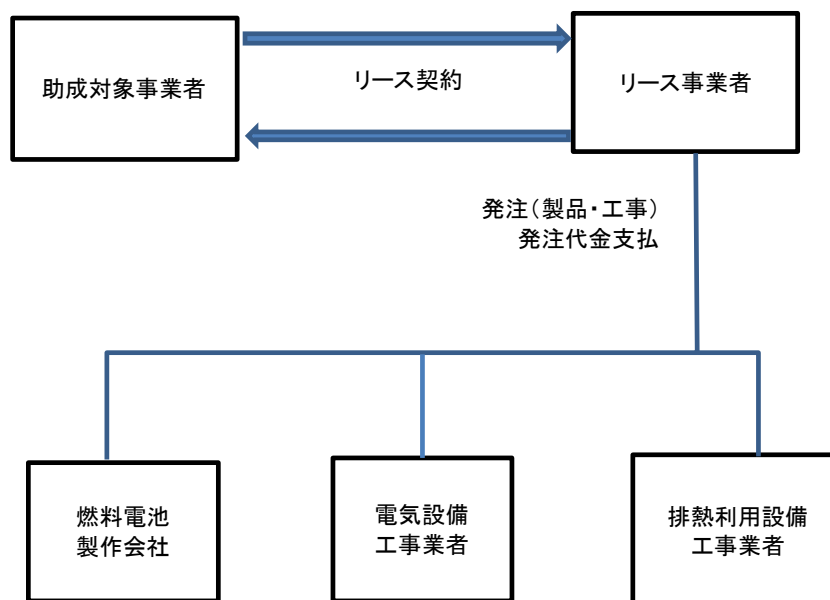 助成対象事業者
リース契約
リース事業者
発注(製品・工事)
発注代金支払
燃料電池
製作会社
電気設備
工事業者
排熱利用設備
工事業者